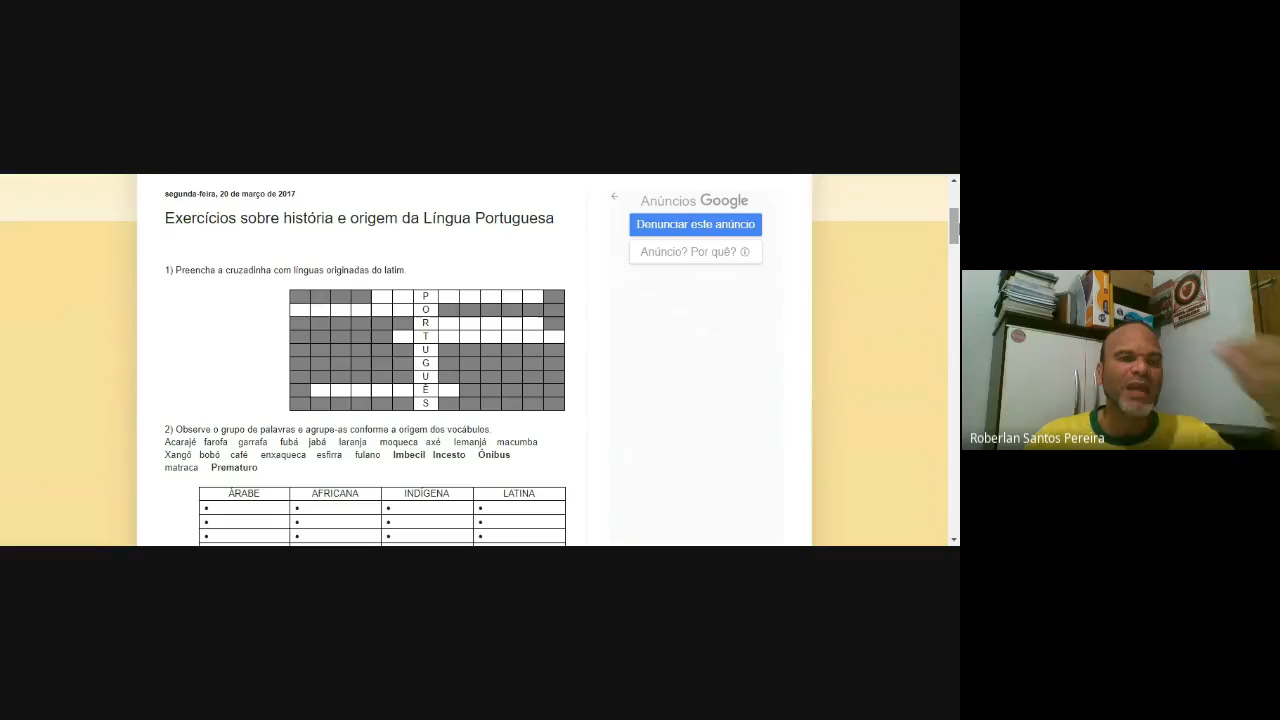 segunda-feira, 20 de março de 2017
Exercícios sobre história e origem da Língua Portuguesa
1) Preencha a cruzadinha com línguas originadas do latim.
P
O
R
T
U
G
U
Ê
S
2) Observe o grupo de palavras e agrupe-as conforme a origem dos vocábulos.
Acarajé farofa garrafa fubá jabá laranja moqueca axé Iemanjá macumba
Xangô bobó café enxaqueca esfirra fulano Imbecil Incesto Ônibus
matraca Prematuro
ÁRABE AFRICANA INDÍGENA LATINA
Anúncios Google
Denunciar este anúncio
Anúncio? Por quê?
Roberlan Santos Pereira